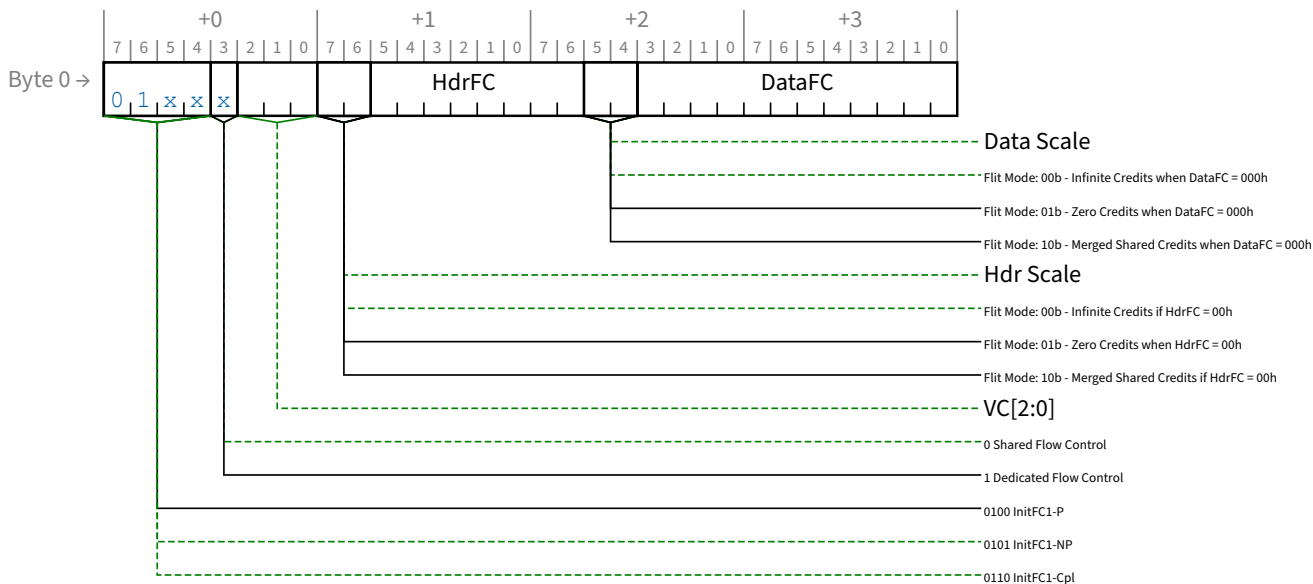 +0 +1 +2 +3
7 6 5 4 3 2 1 0 7 6 5 4 3 2 1 0 7 6 5 4 3 2 1 0 7 6 5 4 3 2 1 0
Byte 0 → HdrFC DataFC
0 1 x x x
Data Scale
Flit Mode: 00b - Infinite Credits when DataFC = 000h
Flit Mode: 01b - Zero Credits when DataFC = 000h
Flit Mode: 10b - Merged Shared Credits when DataFC = 000h
Hdr Scale
Flit Mode: 00b - Infinite Credits if HdrFC = 00h
Flit Mode: 01b - Zero Credits when HdrFC = 00h
Flit Mode: 10b - Merged Shared Credits if HdrFC = 00h
VC[2:0]
0 Shared Flow Control
1 Dedicated Flow Control
0100 InitFC1-P
0101 InitFC1-NP
0110 InitFC1-Cpl